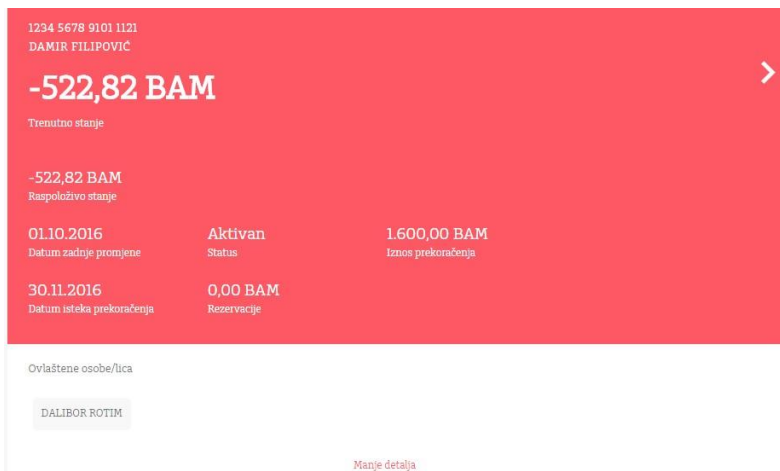 1234 5678 9101 1121
DAMIR FILIPOVIĆ
-522,82 BAM
Trenutno stanje
-522,82 BAM
Raspoloživo stanje
01.10.2016 Aktivan 1.600,00 BAM
Datum zadnje promjene Status Iznos prekoračenja
30.11.2016 0,00 BAM
Datum isteka prekoračenja Rezervacije
Ovlaštene osobe/lica
DALIBOR ROTIM
Manje detalja